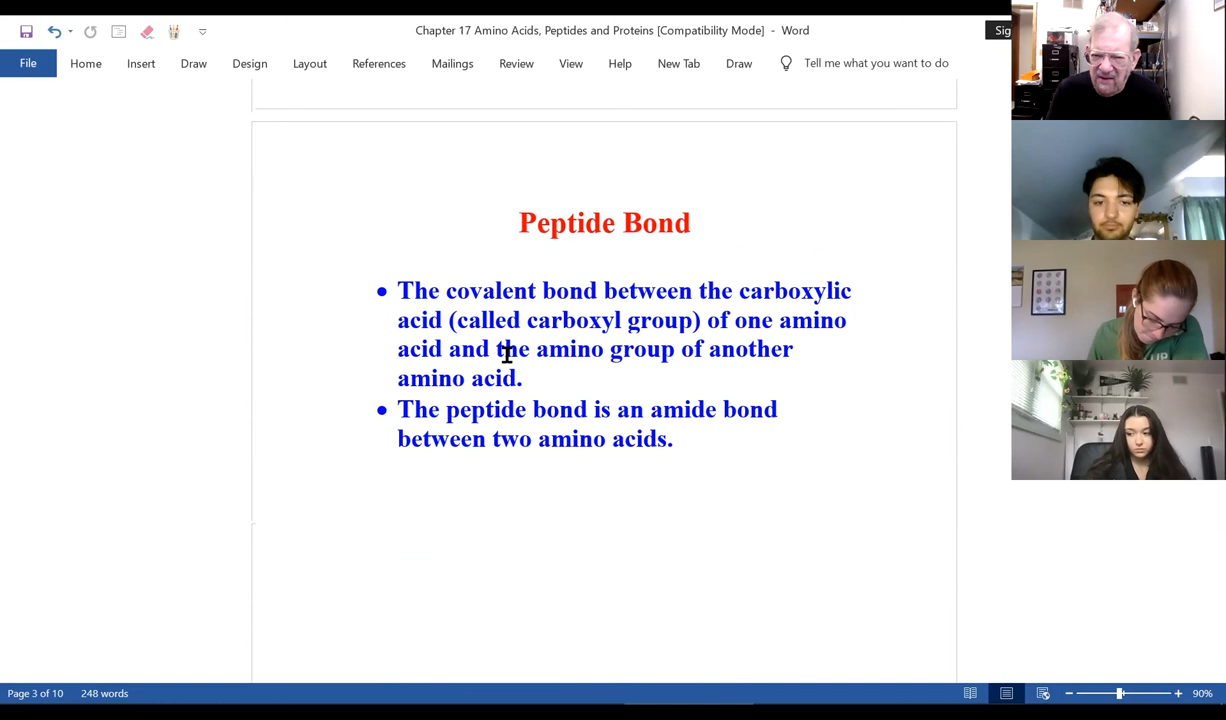 Chapter 17 Amino Acids, Peptides and Proteins [Compatibility Mode] - Word
Sig
File Home Insert Draw Design Layout References Mailings Review View Help New Tab Draw Tell me what you want to do
Peptide Bond
• The covalent bond between the carboxylic
acid (called carboxyl group) of one amino
acid and the amino group of another
amino acid.
• The peptide bond is an amide bond
between two amino acids.
UP
Page 3 of 10 248 words
90%